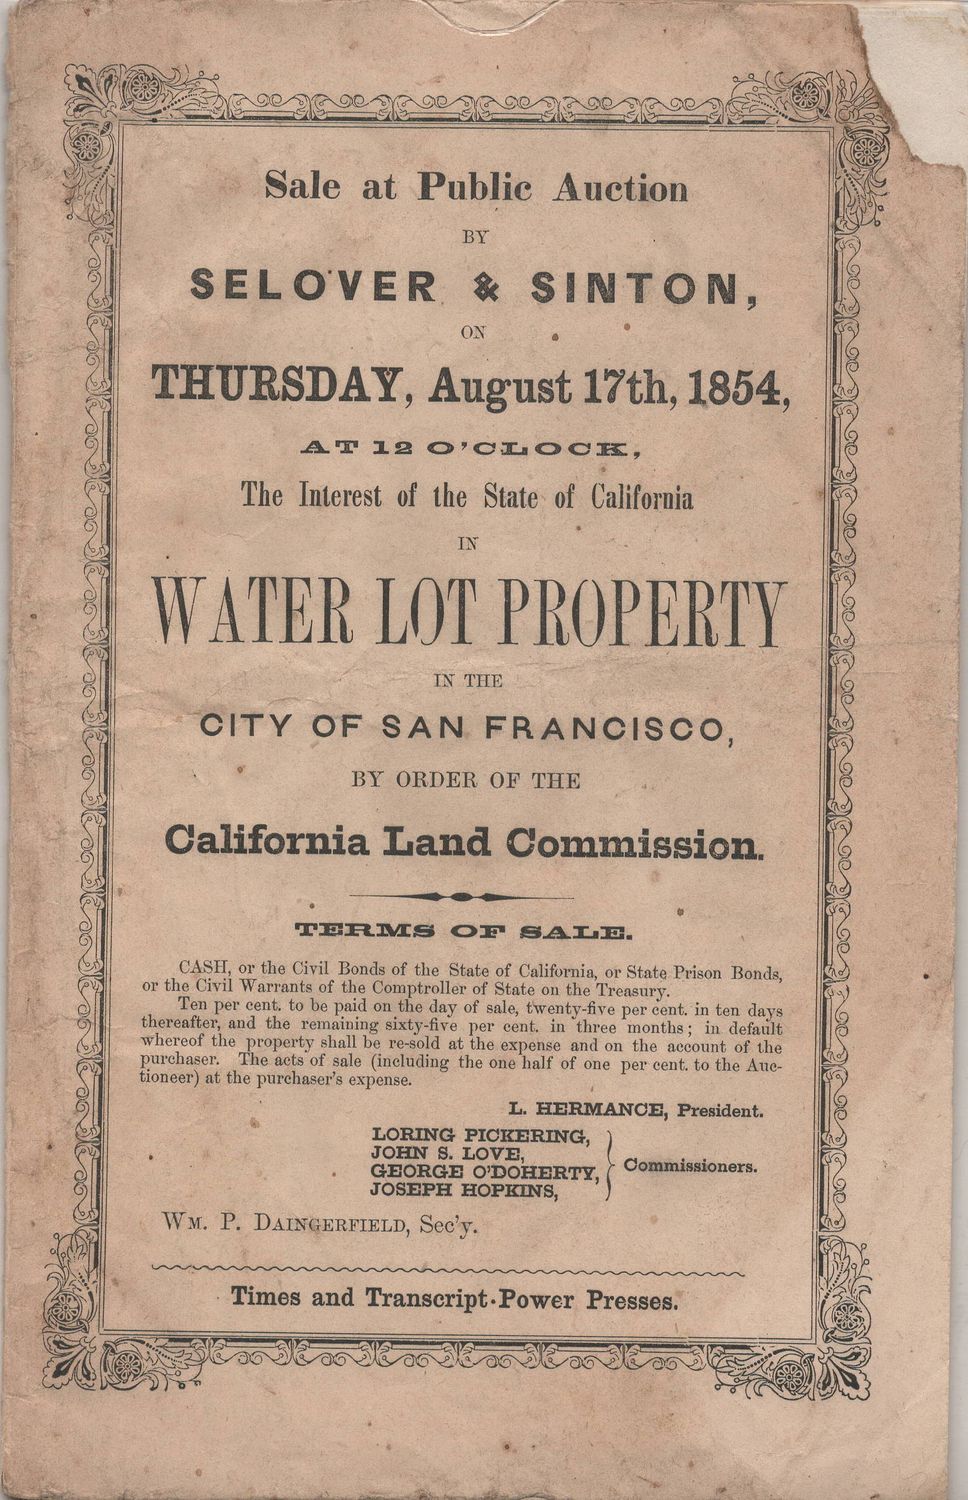 Sale at Public Auction
BY
SELOVER & SINTON,
ON
THURSDAY, August 17th, 1854,
AT 12 O'CLOCK,
The Interest of the State of California
IN
WATER LOT PROPERTY
IN THE
CITY OF SAN FRANCISCO,
BY ORDER OF THE
California Land Commission.
TERMS OF SALE.
CASH, or the Civil Bonds of the State of California, or State Prison Bonds,
or the Civil Warrants of the Comptroller of State on the Treasury.
Ten per cent. to be paid on the day of sale, twenty-five per cent. in ten days
thereafter, and the remaining sixty-five per cent. in three months; in default
whereof the property shall be re-sold at the expense and on the account of the
purchaser. The acts of sale (including the one half of one per cent. to the Auc-
tioneer) at the purchaser's expense.
L. HERMANCE, President.
LORING PICKERING,
JOHN S. LOVE,
GEORGE O'DOHERTY,
JOSEPH HOPKINS,
Commissioners.
WM. P. DAINGERFIELD, Sec'y.
Times and Transcript Power Presses.